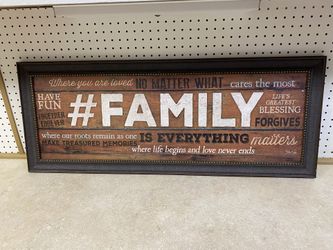 Where you are loved NO MATTER WHAT cares the most
HAVE FUN
#FAMILY
LIFE'S GREATEST BLESSING
TOGETHER FOREVER
FORGIVES
where our roots remain as one IS EVERYTHING matters
MAKE TREASURED MEMORIES
where life begins and love never ends